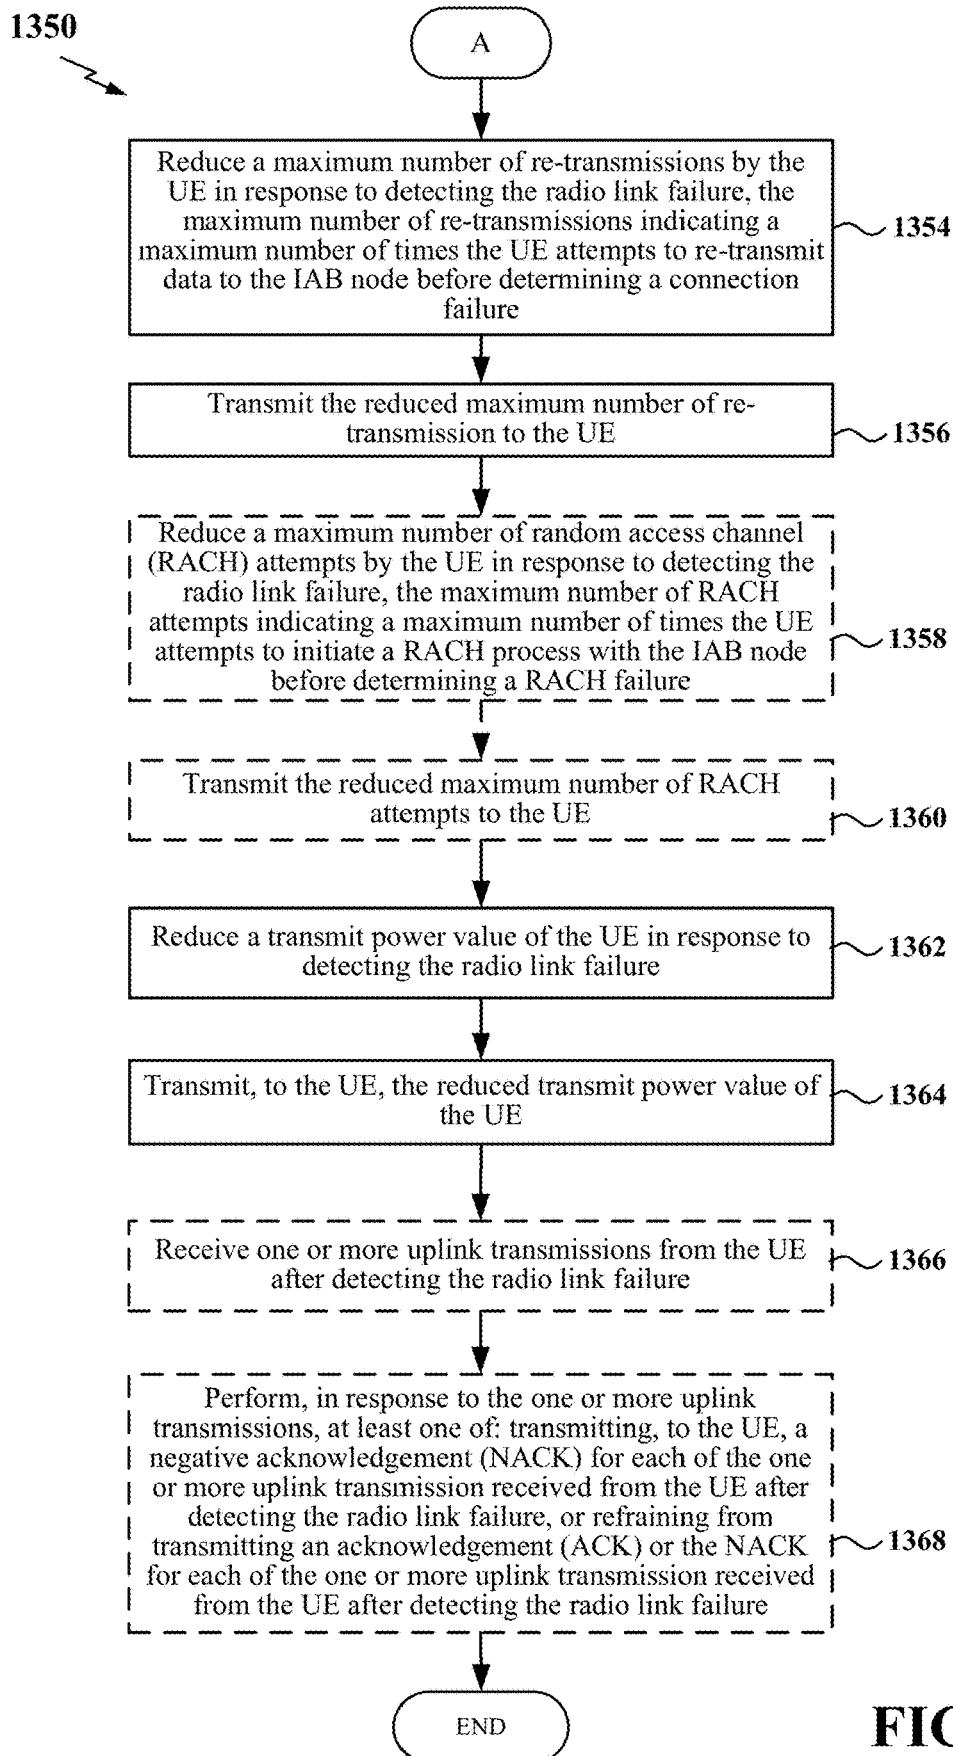 1350
A
Reduce a maximum number of re-transmissions by the
UE in response to detecting the radio link failure, the
maximum number of re-transmissions indicating a
maximum number of times the UE attempts to re-transmit
data to the IAB node before determining a connection
failure
1354
Transmit the reduced maximum number of re-
transmission to the UE
1356
Reduce a maximum number of random access channel
(RACH) attempts by the UE in response to detecting the
radio link failure, the maximum number of RACH
attempts indicating a maximum number of times the UE
attempts to initiate a RACH process with the IAB node
before determining a RACH failure
1358
Transmit the reduced maximum number of RACH
attempts to the UE
1360
Reduce a transmit power value of the UE in response to
detecting the radio link failure
1362
Transmit, to the UE, the reduced transmit power value of
the UE
1364
Receive one or more uplink transmissions from the UE
after detecting the radio link failure
1366
Perform, in response to the one or more uplink
transmissions, at least one of: transmitting, to the UE, a
negative acknowledgement (NACK) for each of the one
or more uplink transmission received from the UE after
detecting the radio link failure, or refraining from
transmitting an acknowledgement (ACK) or the NACK
for each of the one or more uplink transmission received
from the UE after detecting the radio link failure
1368
END